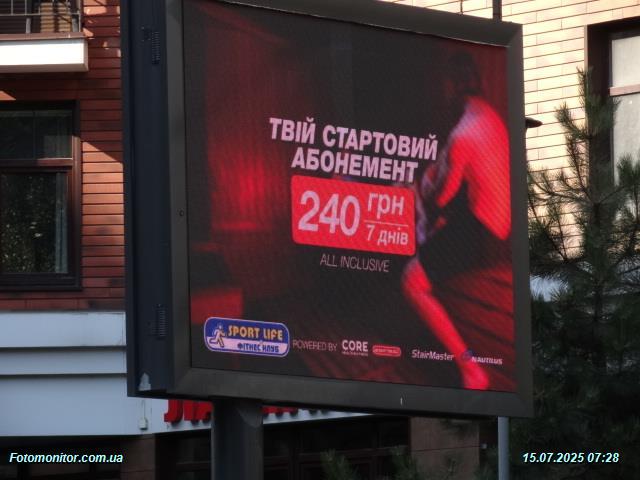 ТВІЙ СТАРТОВИЙ
АБОНЕМЕНТ
240 грн
7 днів
ALL INCLUSIVE
SPORT LIFE
ФІТНЕС КЛУБ
POWERED BY CORE
StairMaster NAUTILUS
Fotomonitor.com.ua
15.07.2025 07:28